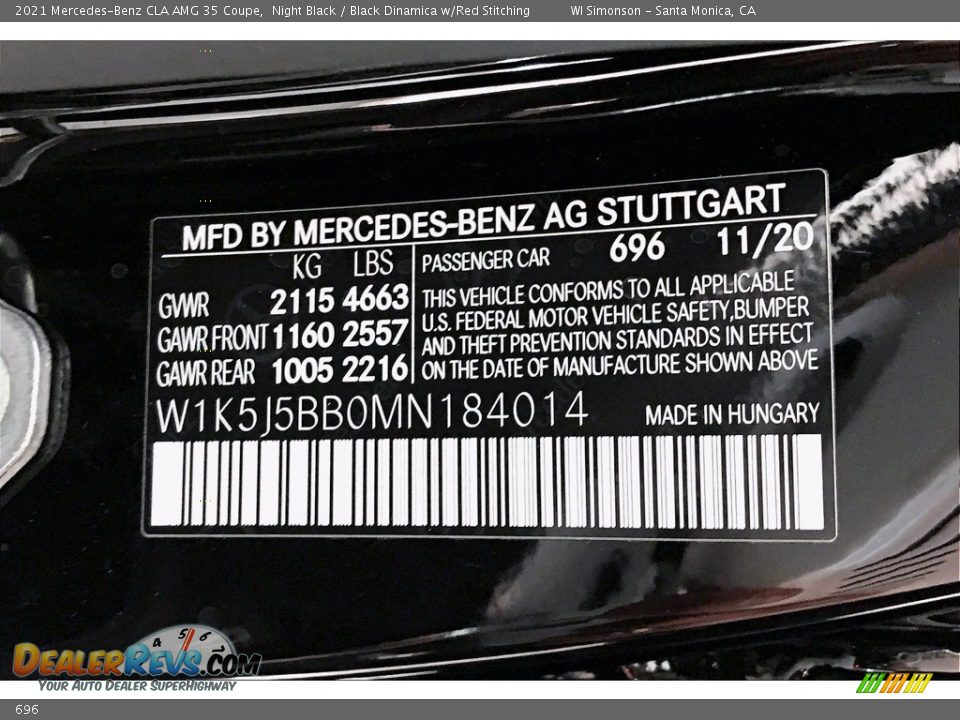 2021 Mercedes-Benz CLA AMG 35 Coupe, Night Black / Black Dinamica w/Red Stitching WI Simonson - Santa Monica, CA
MFD BY MERCEDES-BENZ AG STUTTGART
KG LBS
GVWR 2115 4663
GAWR FRONT 1160 2557
GAWR REAR 1005 2216
PASSENGER CAR 696 11/20
THIS VEHICLE CONFORMS TO ALL APPLICABLE
U.S. FEDERAL MOTOR VEHICLE SAFETY, BUMPER
AND THEFT PREVENTION STANDARDS IN EFFECT
ON THE DATE OF MANUFACTURE SHOWN ABOVE
W1K5J5BB0MN184014 MADE IN HUNGARY
4 5 6
DEALERREVS.COM
YOUR AUTO DEALER SUPERHIGHWAY
696